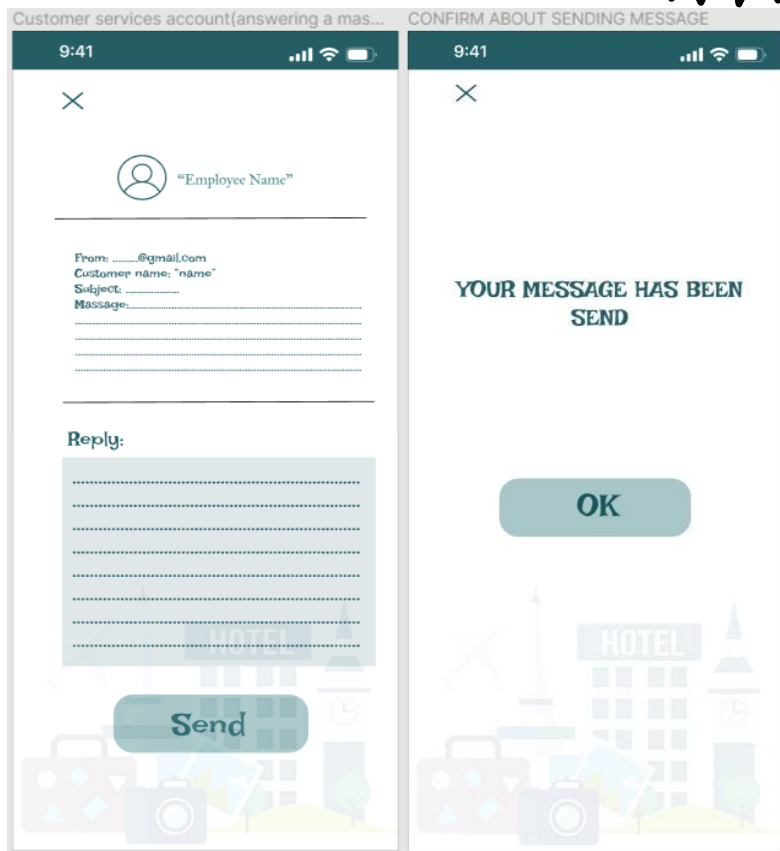 Customer services account(answering a mas...
9:41
“Employee Name”
From: .........@gmail.com
Customer name: "name"
Subject: ...................
Massage:.....................................................................................
...............................................................................................
...............................................................................................
...............................................................................................
...............................................................................................
Reply:
...............................................................
...............................................................
...............................................................
...............................................................
...............................................................
...............................................................
...............................................................
...............................................................
HOTEL
Send
CONFIRM ABOUT SENDING MESSAGE
9:41
YOUR MESSAGE HAS BEEN
SEND
OK
HOTEL